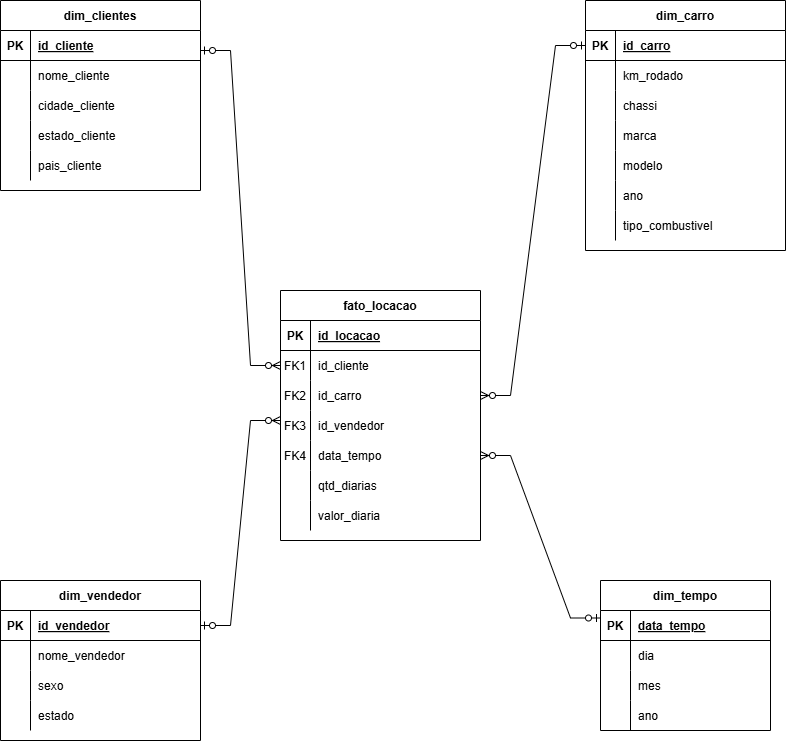 dim_clientes
PK id_cliente
nome_cliente
cidade_cliente
estado_cliente
pais_cliente
dim_carro
PK id_carro
km_rodado
chassi
marca
modelo
ano
tipo_combustivel
fato_locacao
PK id_locacao
FK1 id_cliente
FK2 id_carro
FK3 id_vendedor
FK4 data_tempo
qtd_diarias
valor_diaria
dim_vendedor
PK id_vendedor
nome_vendedor
sexo
estado
dim_tempo
PK data_tempo
dia
mes
ano